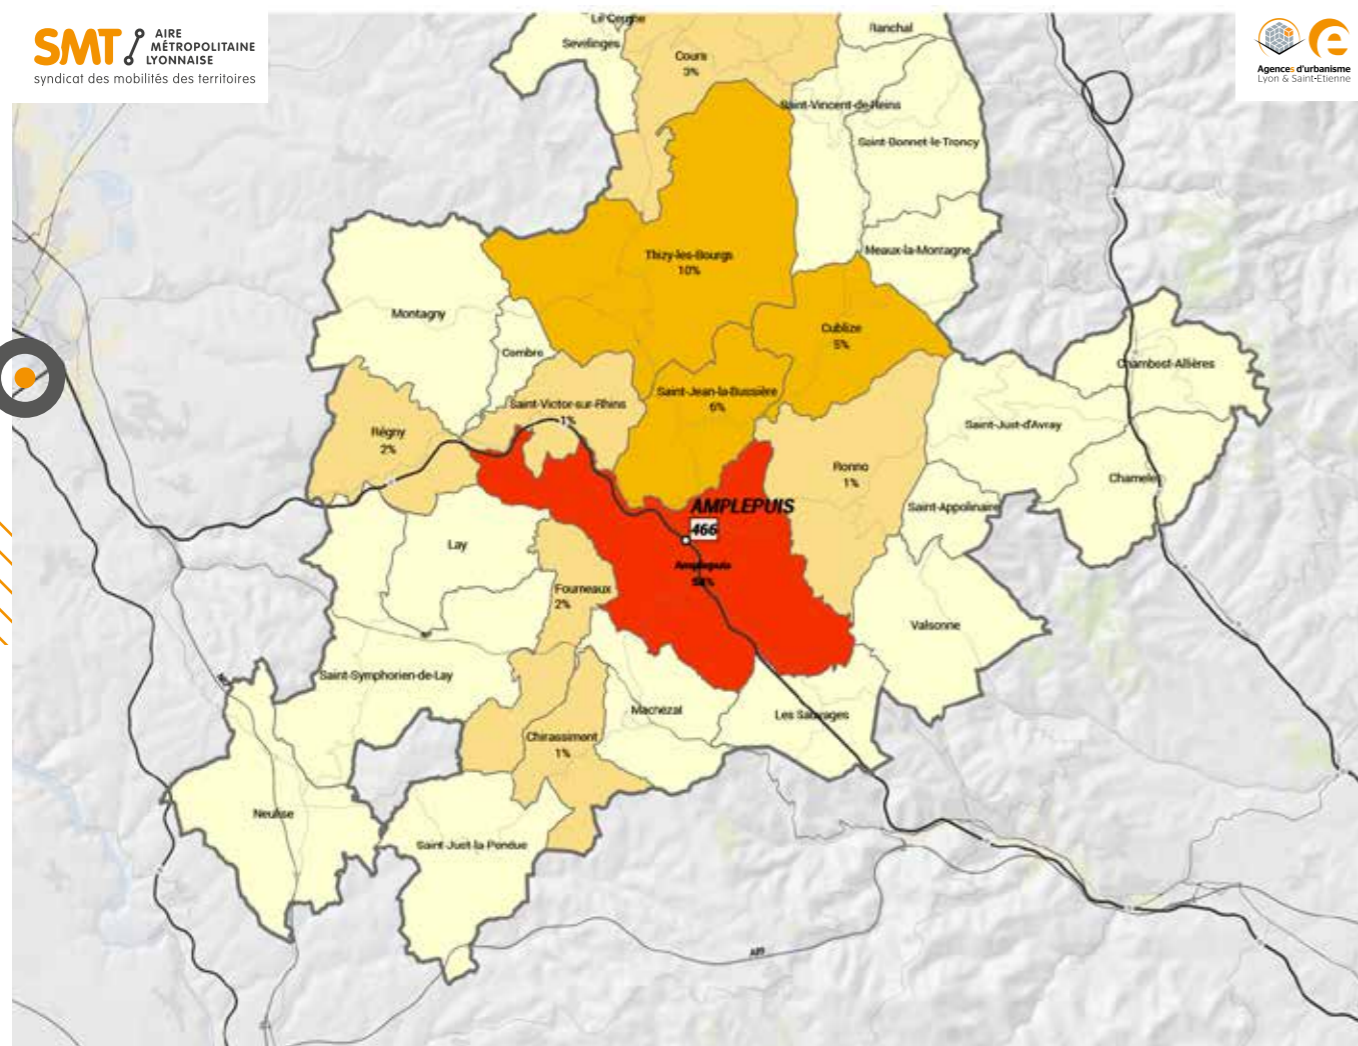 SMT
AIRE
MÉTROPOLITAINE
LYONNAISE
syndicat des mobilités des territoires
Agences d'urbanisme
Lyon & Saint-Etienne
Sevelinges
Cours
3%
Ranchal
Saint-Vincent-de-Reins
Saint-Bonnet-le-Troncy
Meaux-la-Montagne
Thizy-les-Bourgs
10%
Montagny
Combre
Cublize
5%
Chambost-Allières
Saint-Jean-la-Bussière
6%
Saint-Victor-sur-Rhins
1%
Régny
2%
Saint-Just-d'Avray
Ronno
1%
Chamelet
Saint-Appolinaire
AMPLEPUIS
466
Amplepuis
Lay
Fourneaux
2%
Valsonne
Saint-Symphorien-de-Lay
Machézal
Les Sauvages
Chirassimont
1%
Neulise
Saint-Just-la-Pendue
A89